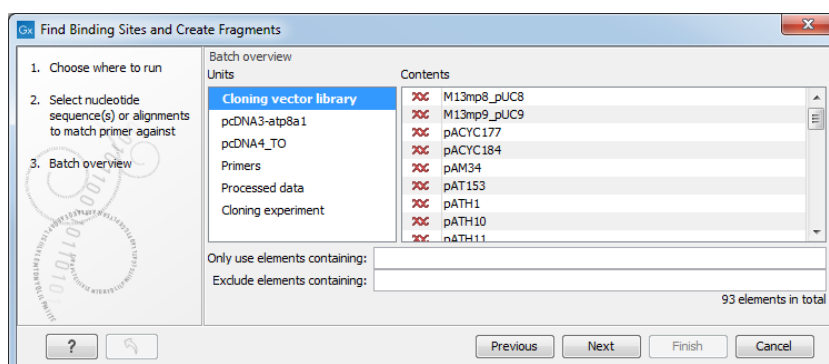 Gx Find Binding Sites and Create Fragments
1. Choose where to run
2. Select nucleotide
sequence(s) or alignments
to match primer against
3. Batch overview
Batch overview
Units
Cloning vector library
pcDNA3-atp8a1
pcDNA4_TO
Primers
Processed data
Cloning experiment
Contents
M13mp8_pUC8
M13mp9_pUC9
pACYC177
pACYC184
pAM34
pAT153
pATH1
pATH10
pATH11
Only use elements containing:
Exclude elements containing:
93 elements in total
?
Previous
Next
Finish
Cancel